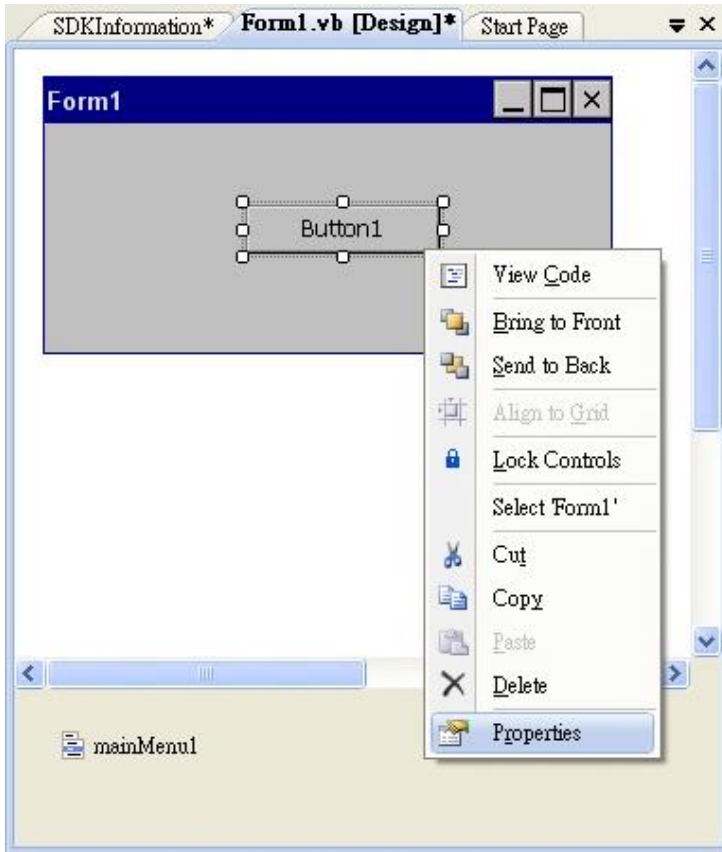 SDKInformation* Form1.vb [Design]* Start Page
Form1
Button1
View Code
Bring to Front
Send to Back
Align to Grid
Lock Controls
Select 'Form1'
Cut
Copy
Paste
Delete
Properties
mainMenu1